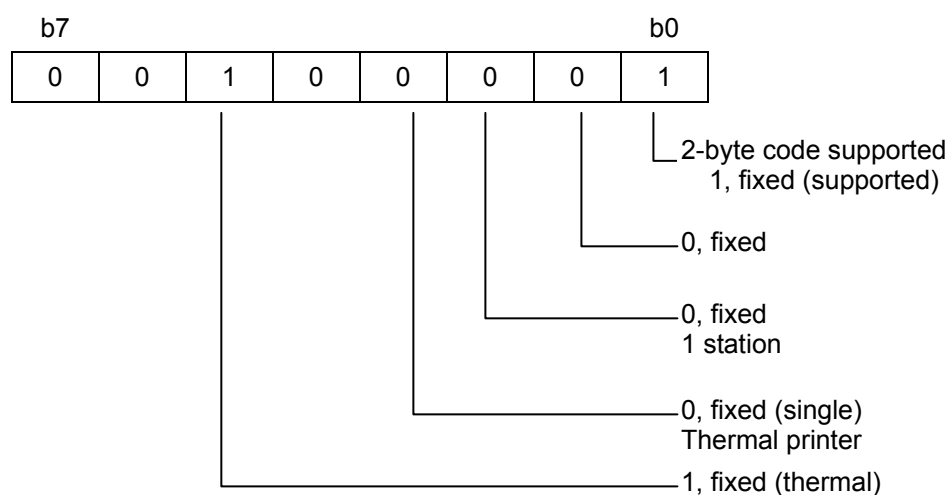 b7 b0
0 0 1 0 0 0 0 1
2-byte code supported
1, fixed (supported)
0, fixed
0, fixed
1 station
0, fixed (single)
Thermal printer
1, fixed (thermal)